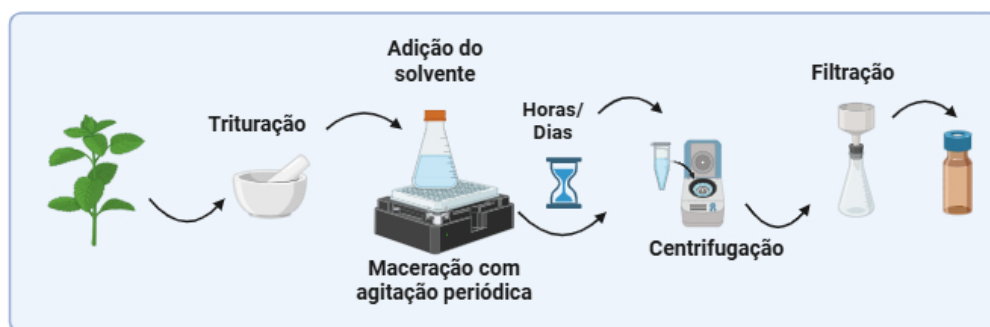 Trituração
Adição do
solvente
Maceração com
agitação periódica
Horas/
Dias
Centrifugação
Filtração